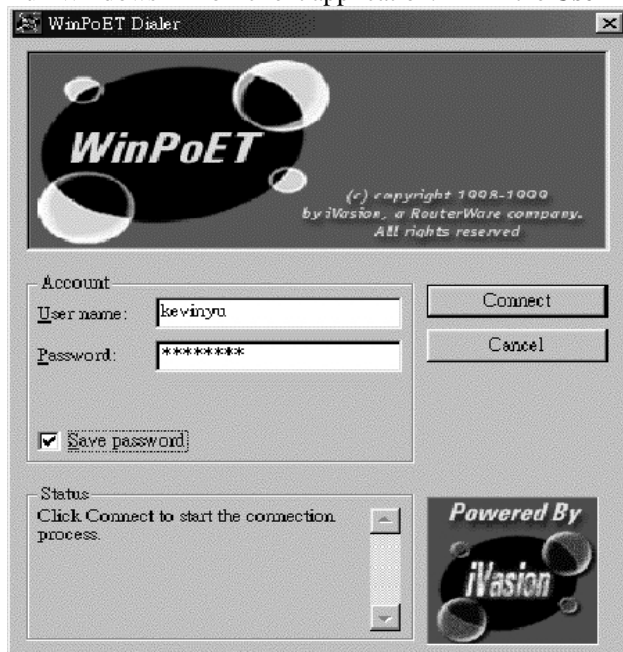 WinPoET Dialer
WinPoET
(c) copyright 1998-1999
by iVasion, a RouterWare company.
All rights reserved
Account
User name:
kevinyu
Connect
Password:
********
Cancel
Save password
Status
Click Connect to start the connection
process.
Powered By
iVasion